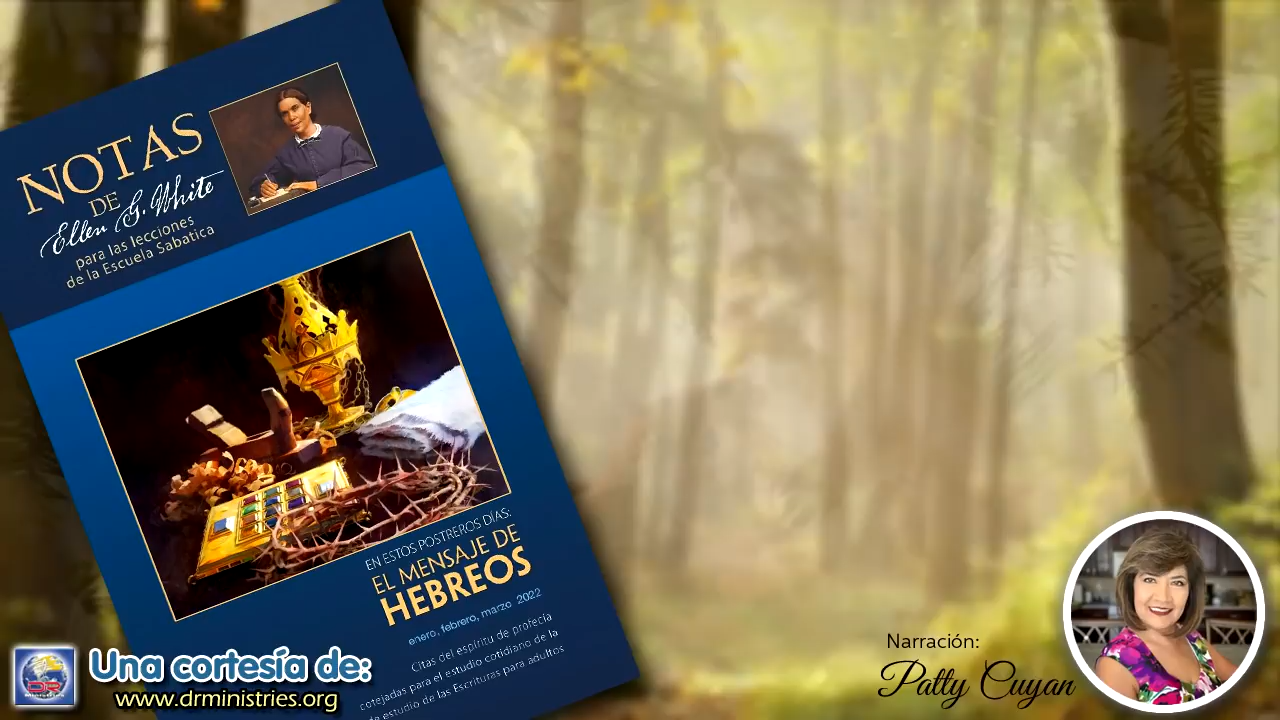 NOTAS
DE
Ellen G. White
para las lecciones
de la Escuela Sabatica
EN ESTOS POSTREROS DÍAS:
EL MENSAJE DE
HEBREOS
enero, febrero, marzo 2022
Citas del espíritu de profecía
cotejadas para el estudio cotidiano de la
de estudio de las Escrituras para adultos
DR
Ministries
Una cortesía de:
www.drministries.org
Narración:
Patty Cuyan